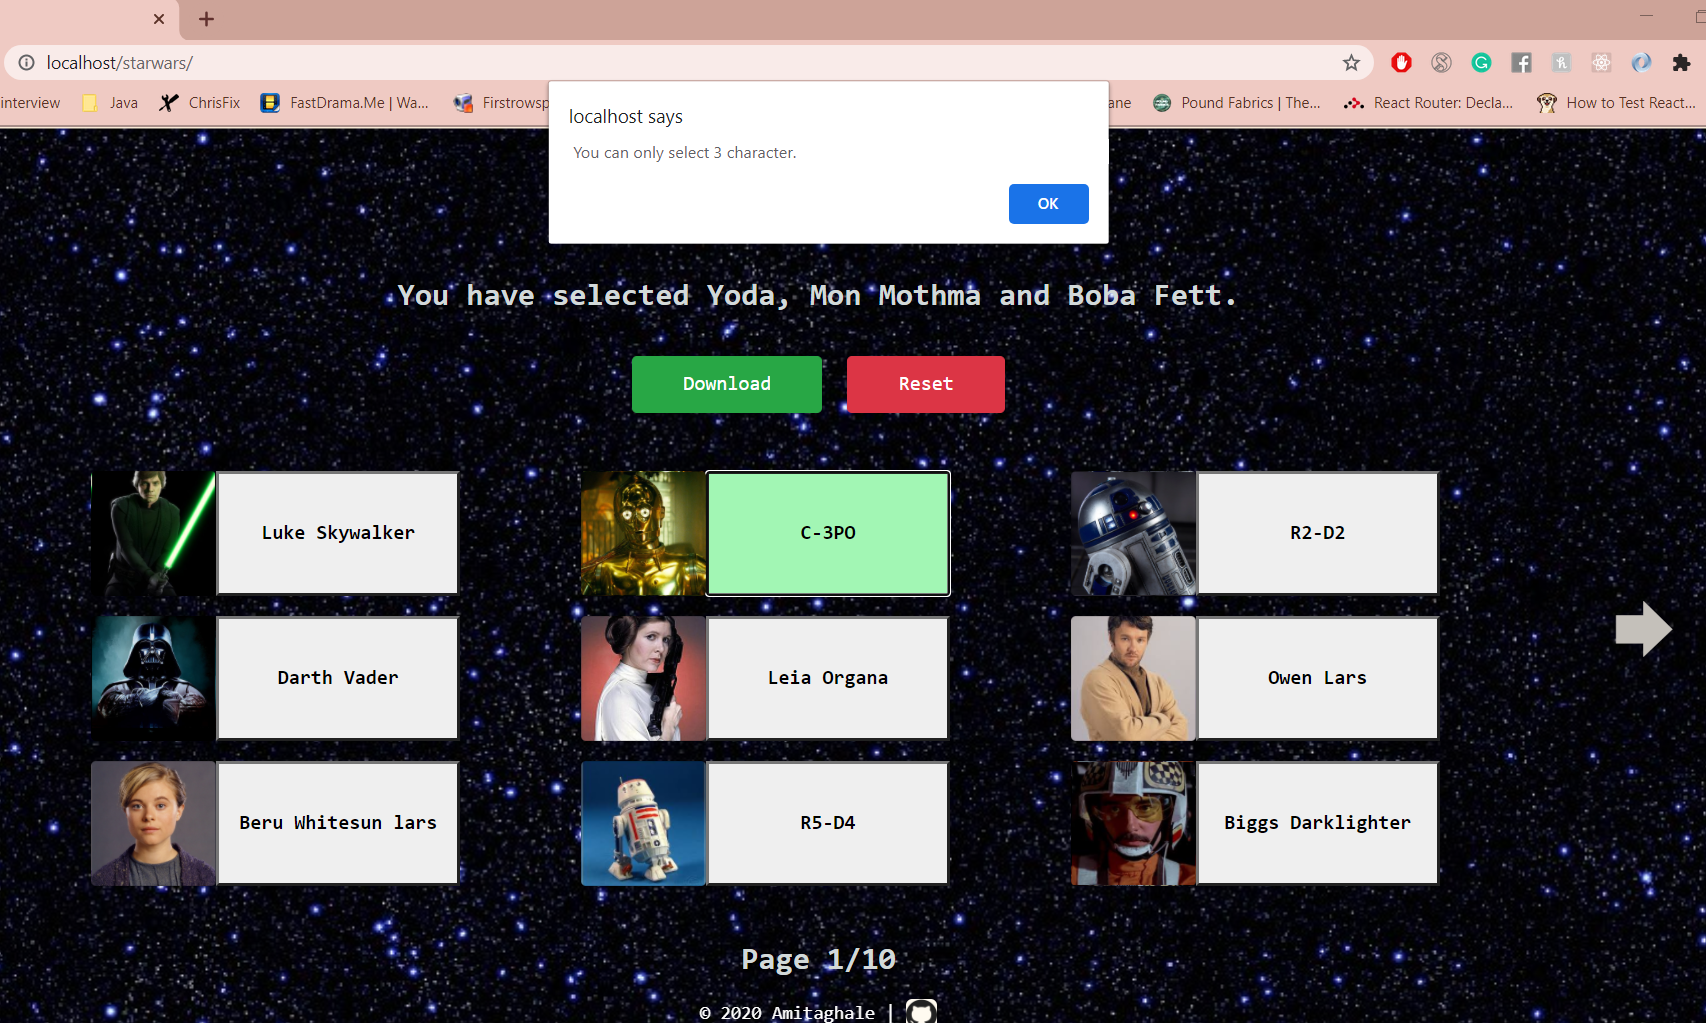 localhost/starwars/
interview Java ChrisFix FastDrama.Me | Wa... Firstrowsp ane Pound Fabrics | The... React Router: Decla... How to Test React...
localhost says
You can only select 3 character.
OK
You have selected Yoda, Mon Mothma and Boba Fett.
Download Reset
Luke Skywalker C-3PO R2-D2
Darth Vader Leia Organa Owen Lars
Beru Whitesun lars R5-D4 Biggs Darklighter
Page 1/10
© 2020 Amitaghale |